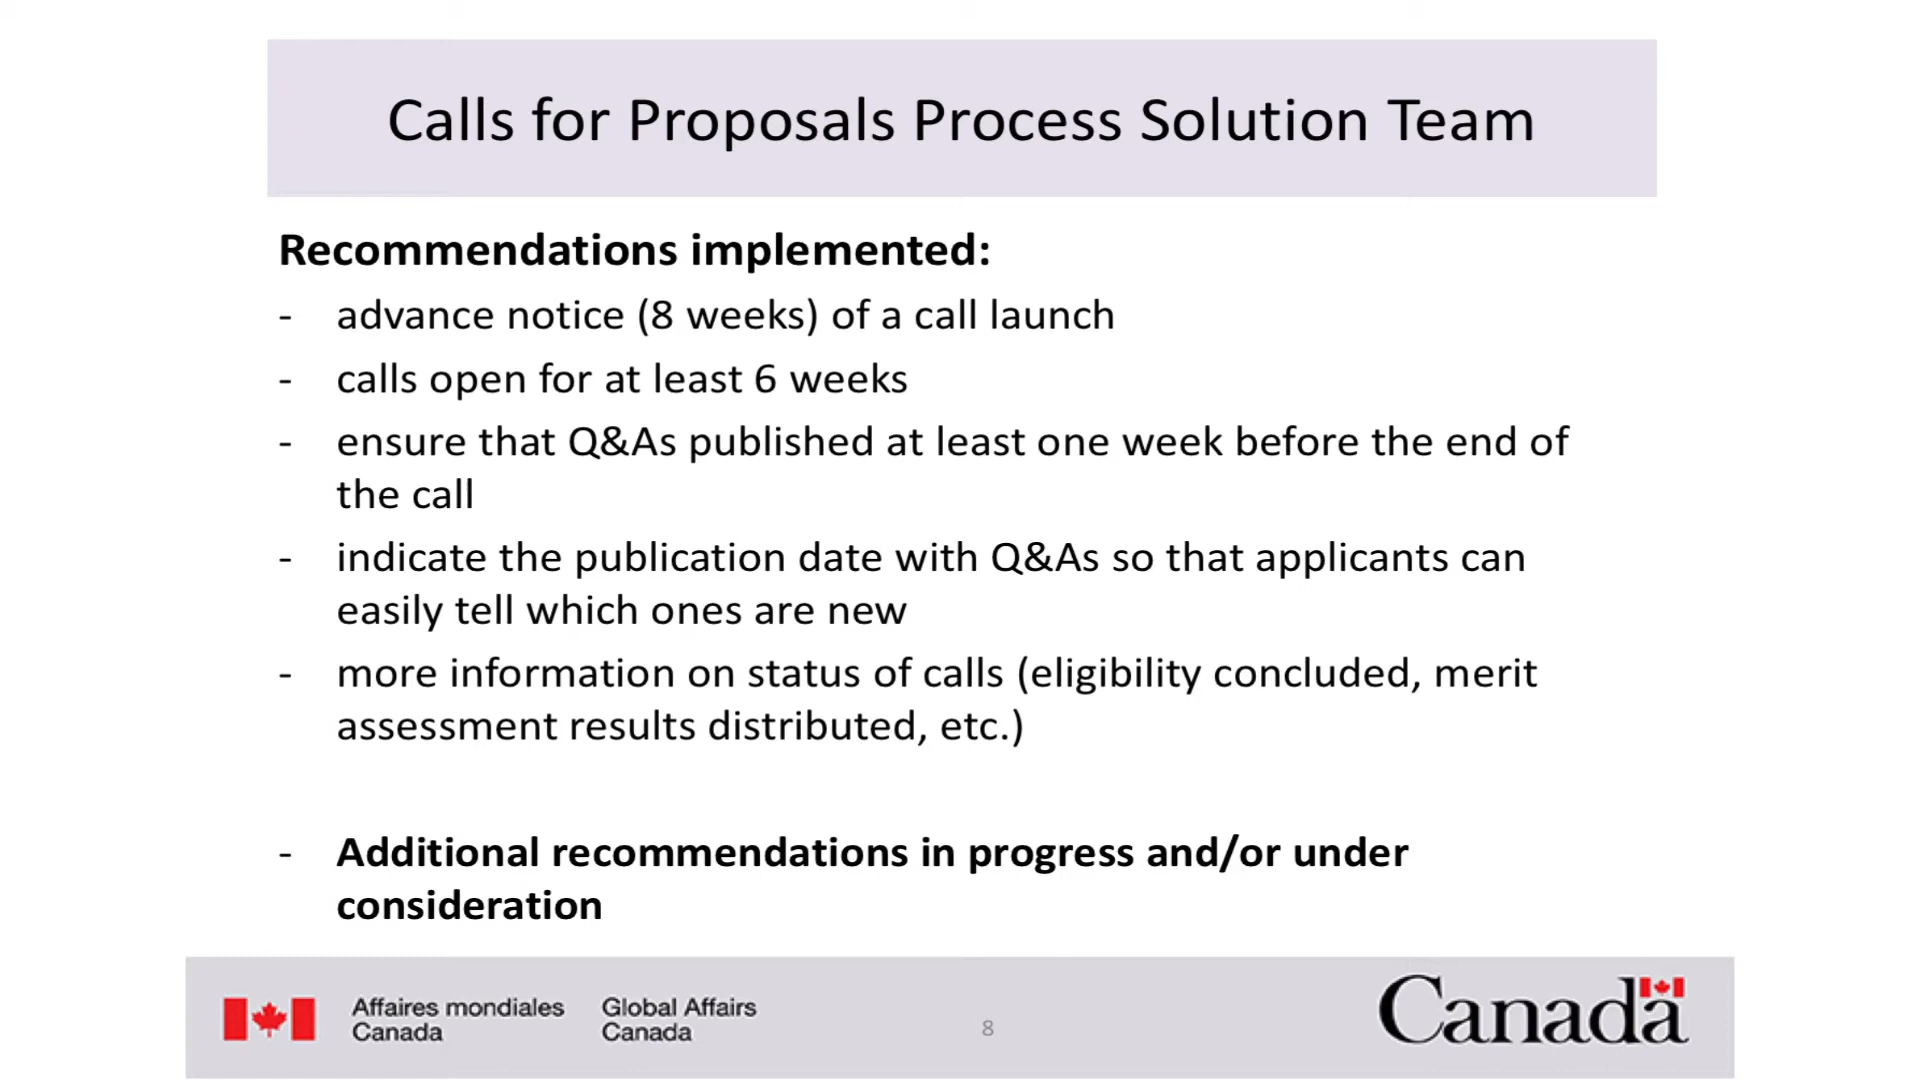 Calls for Proposals Process Solution Team
Recommendations implemented:
- advance notice (8 weeks) of a call launch
- calls open for at least 6 weeks
- ensure that Q&As published at least one week before the end of
the call
- indicate the publication date with Q&As so that applicants can
easily tell which ones are new
- more information on status of calls (eligibility concluded, merit
assessment results distributed, etc.)
- Additional recommendations in progress and/or under
consideration
Affaires mondiales
Canada
Global Affairs
Canada
8
Canada